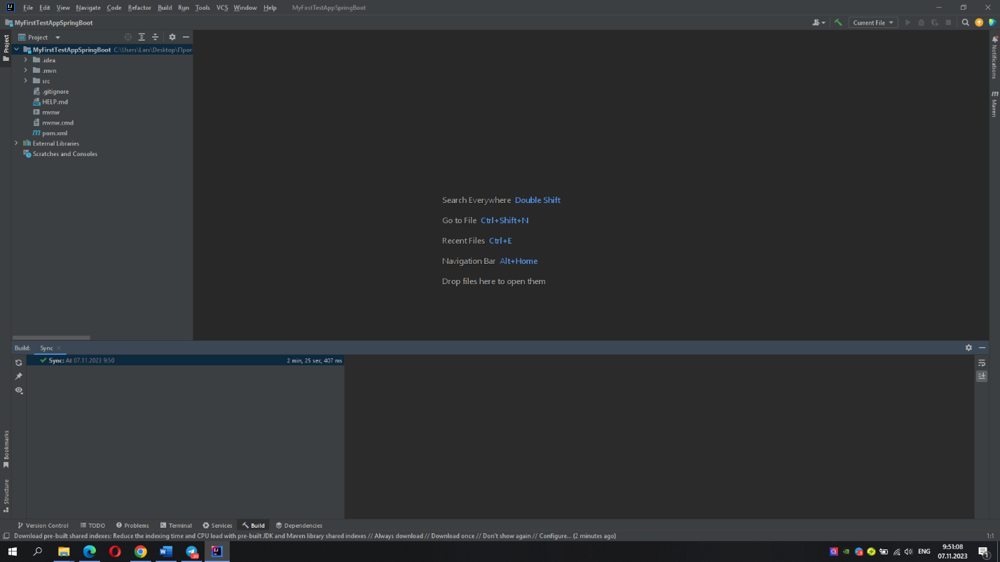 File Edit View Navigate Code Refactor Build Run Tools VCS Window Help MyFirstTestAppSpringBoot
MyFirstTestAppSpringBoot
Current File
Project
Project
MyFirstTestAppSpringBoot C:\Users\Lars\Desktop\Прог
.idea
.mvn
src
.gitignore
HELP.md
mvnw
mvnw.cmd
pom.xml
External Libraries
Scratches and Consoles
Notifications
Maven
Search Everywhere Double Shift
Go to File Ctrl+Shift+N
Recent Files Ctrl+E
Navigation Bar Alt+Home
Drop files here to open them
Build: Sync
Sync: At 07.11.2023 9:50 2 min, 25 sec, 407 ms
Bookmarks
Structure
Version Control TODO Problems Terminal Services Build Dependencies
Download pre-built shared indexes: Reduce the indexing time and CPU load with pre-built JDK and Maven library shared indexes // Always download // Download once // Don't show again // Configure... (2 minutes ago)
1:1
ENG
9:51:08
07.11.2023